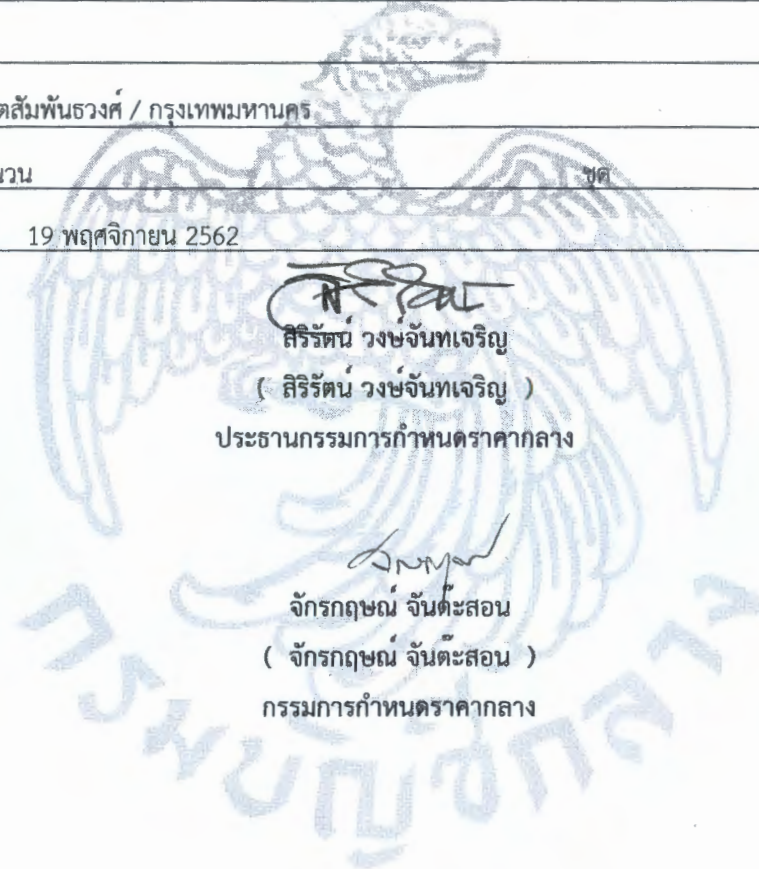 ตสัมพันธวงศ์ / กรุงเทพมหานคร
นวน ชุด
19 พฤศจิกายน 2562
สิริรัตน์ วงษ์จันทเจริญ
( สิริรัตน์ วงษ์จันทเจริญ )
ประธานกรรมการกำหนดราคากลาง
จักรกฤษณ์ จันต๊ะสอน
( จักรกฤษณ์ จันต๊ะสอน )
กรรมการกำหนดราคากลาง
กรมบัญชีกลาง